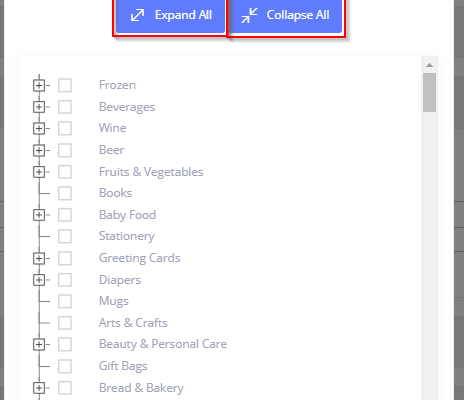 Expand All Collapse All
Frozen
Beverages
Wine
Beer
Fruits & Vegetables
Books
Baby Food
Stationery
Greeting Cards
Diapers
Mugs
Arts & Crafts
Beauty & Personal Care
Gift Bags
Bread & Bakery